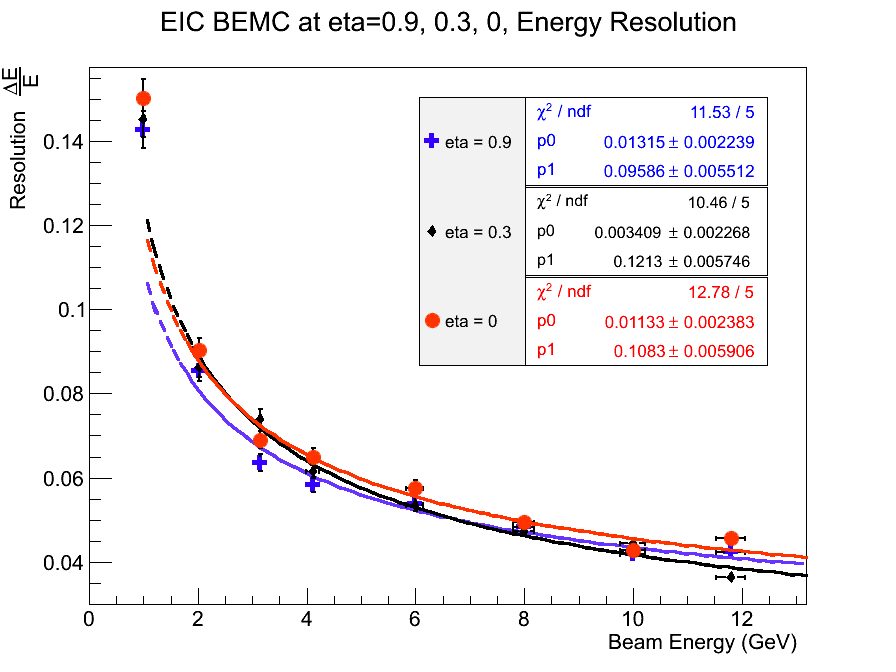 EIC BEMC at eta=0.9, 0.3, 0, Energy Resolution
Resolution ΔE/E
0.14
0.12
0.1
0.08
0.06
0.04
0 2 4 6 8 10 12
Beam Energy (GeV)
eta = 0.9
χ² / ndf 11.53 / 5
p0 0.01315 ± 0.002239
p1 0.09586 ± 0.005512
eta = 0.3
χ² / ndf 10.46 / 5
p0 0.003409 ± 0.002268
p1 0.1213 ± 0.005746
eta = 0
χ² / ndf 12.78 / 5
p0 0.01133 ± 0.002383
p1 0.1083 ± 0.005906